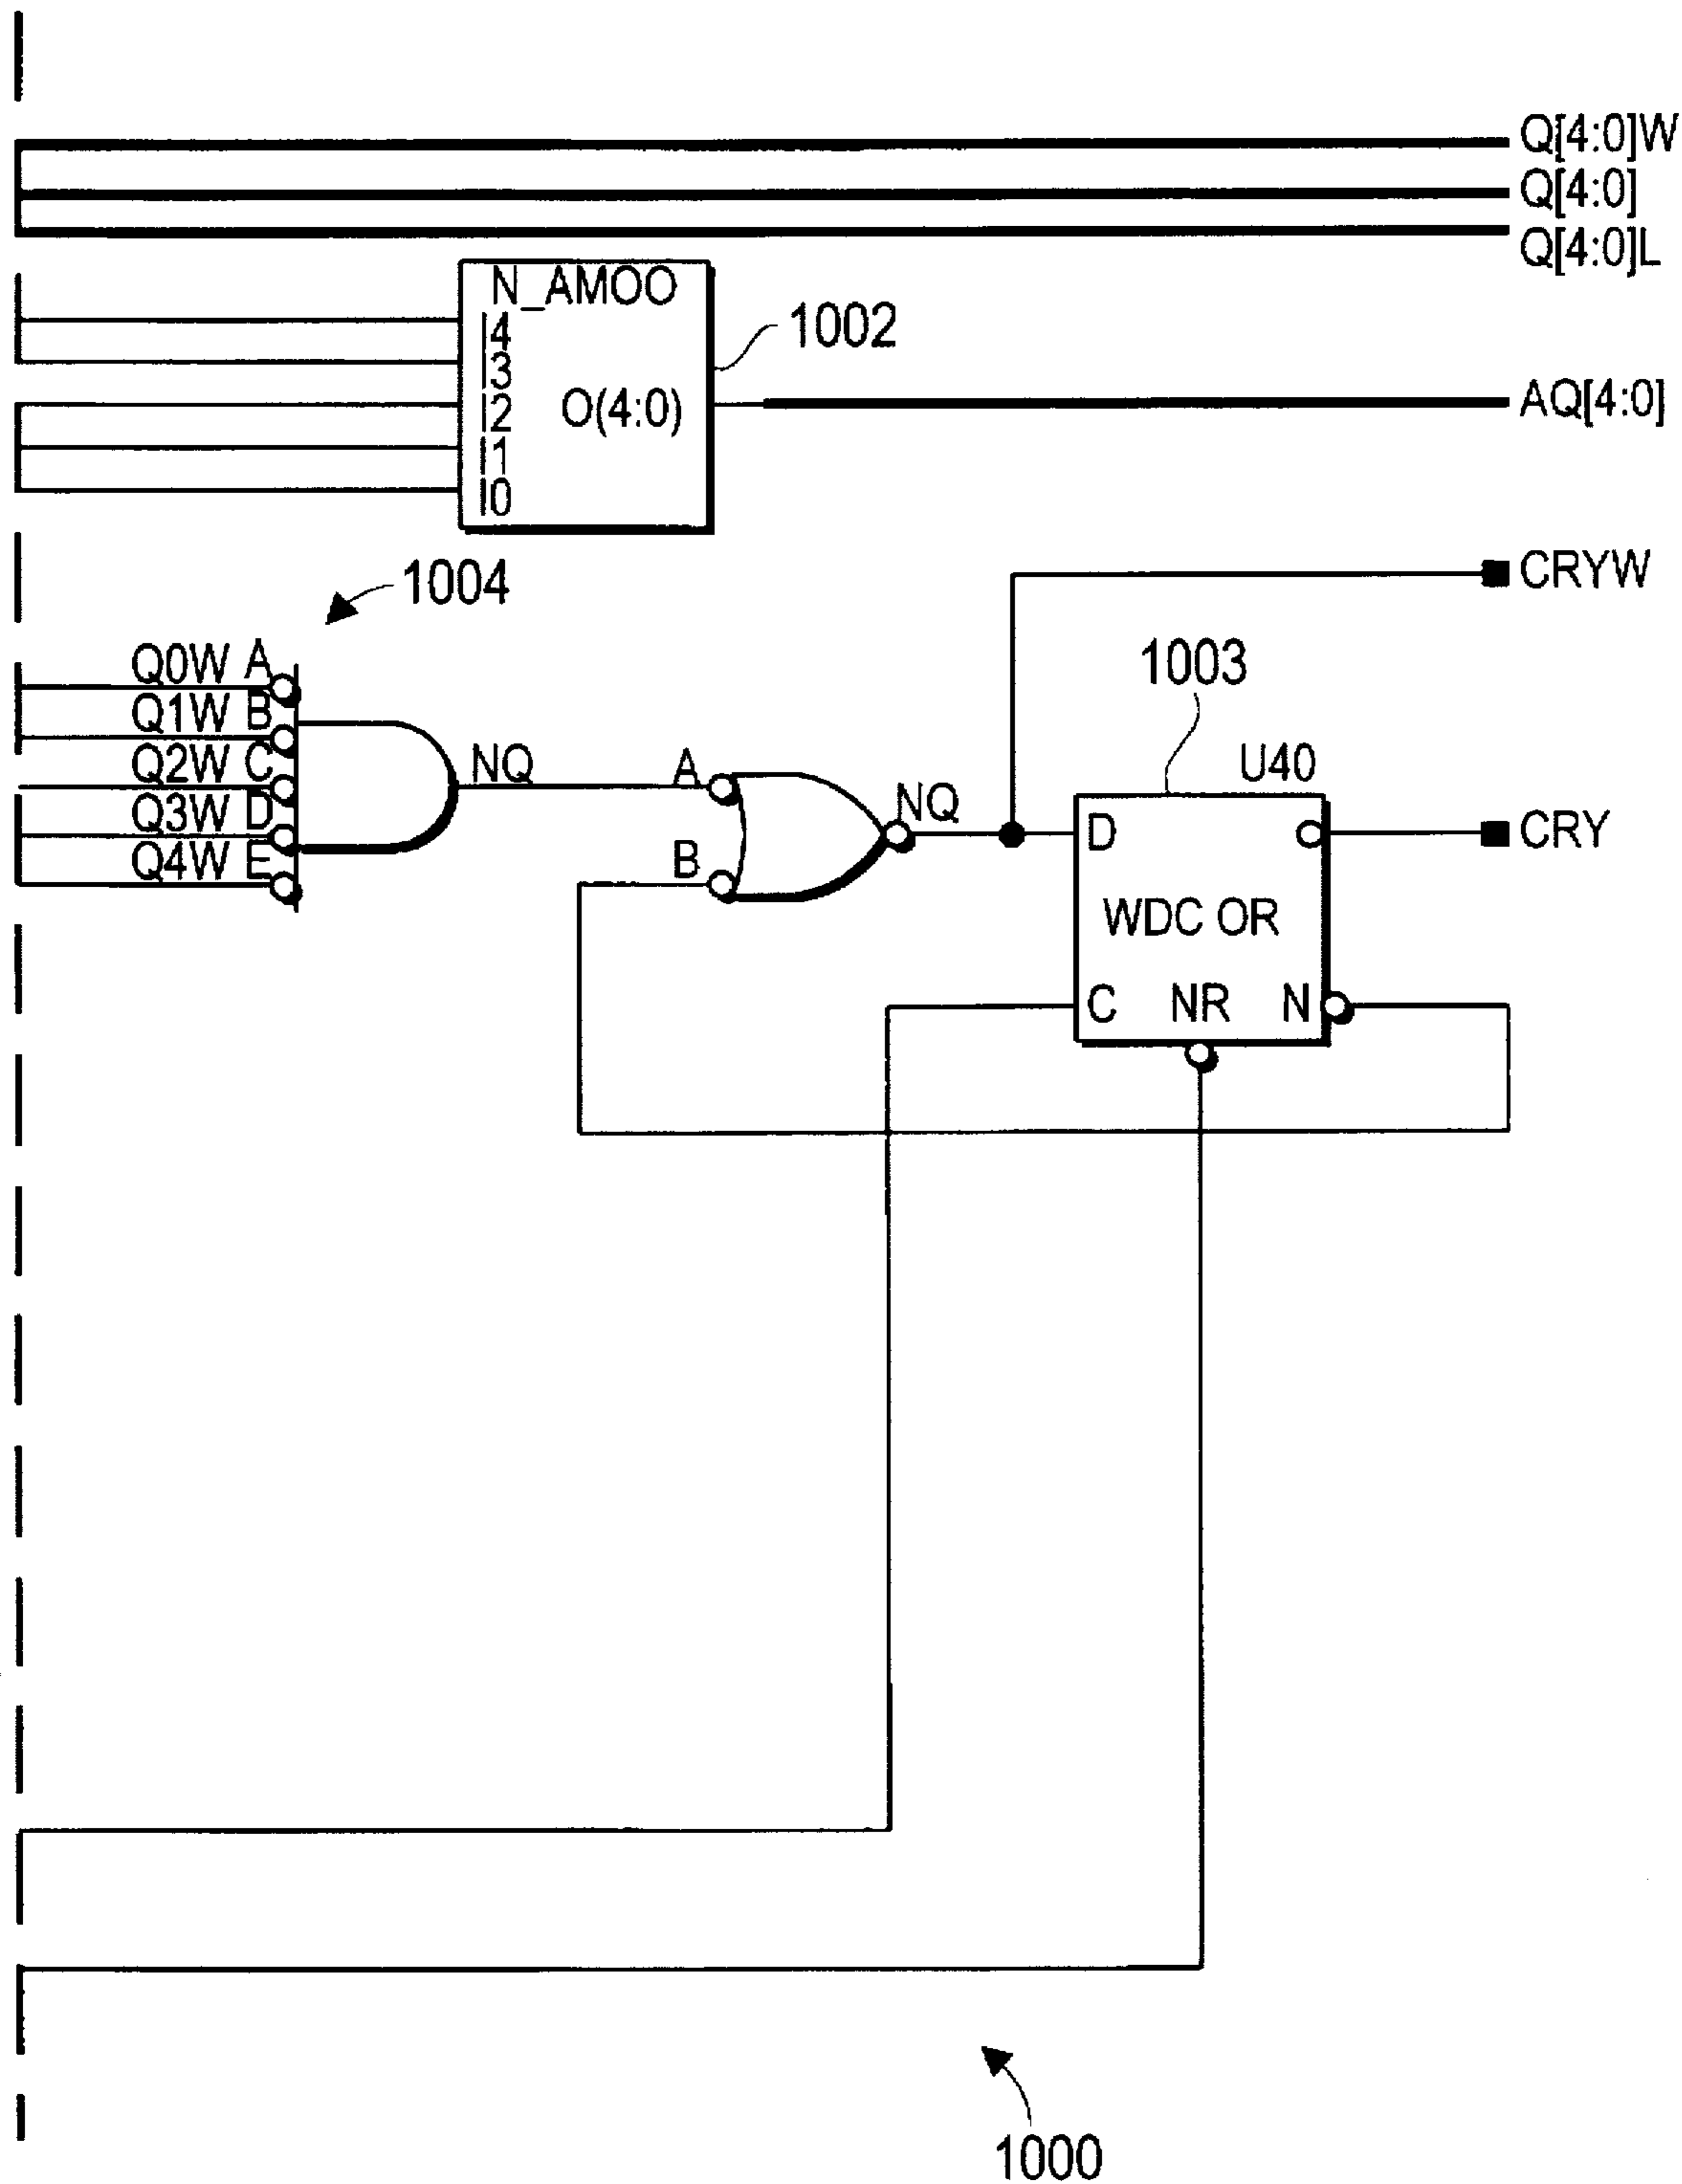 Q[4:0]W
Q[4:0]
Q[4:0]L
N_AMOO
I4
I3
I2
I1
I0
O(4:0)
1002
AQ[4:0]
1004
CRYW
Q0W A
Q1W B
Q2W C
Q3W D
Q4W E
NQ
A
B
NQ
1003
U40
D
WDC OR
C
NR
N
CRY
1000